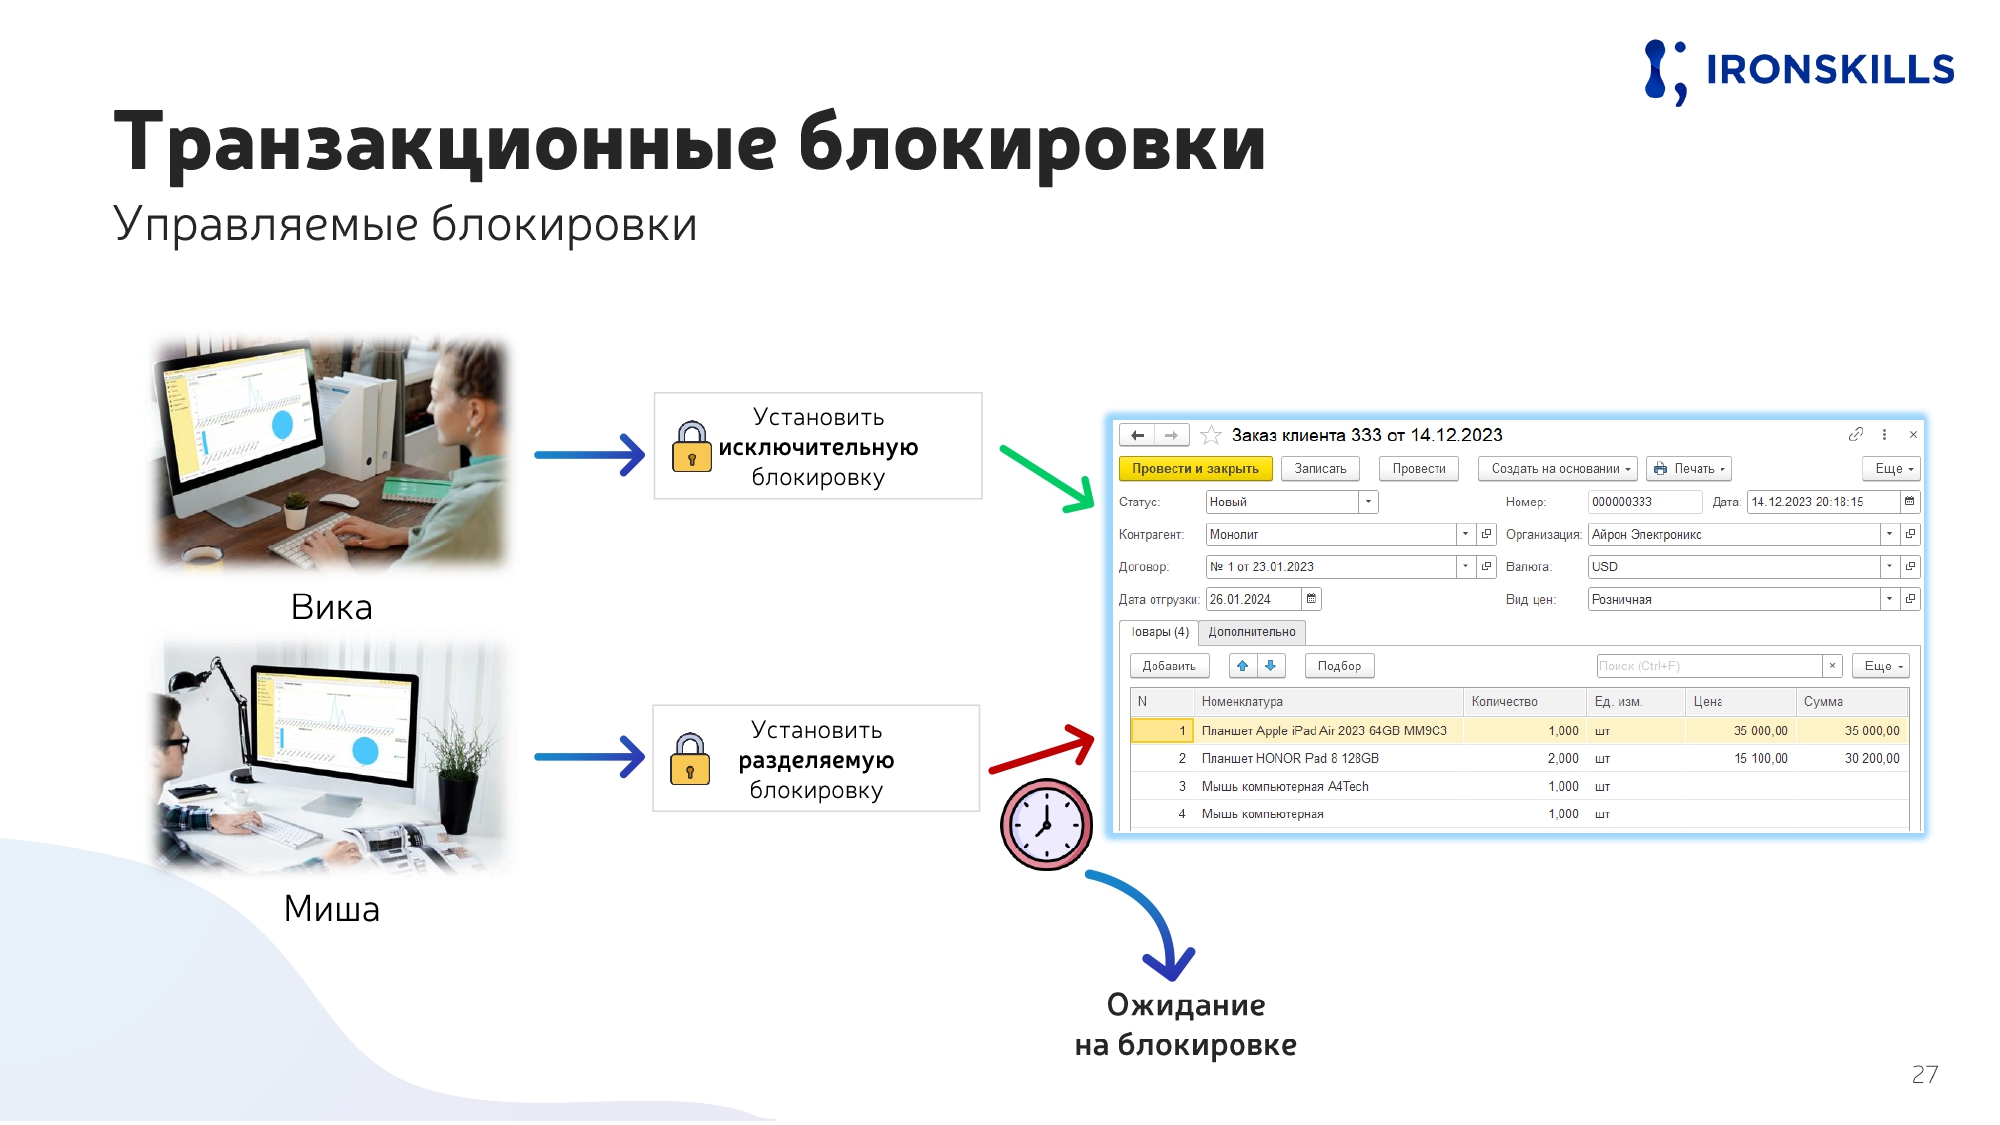 IRONSKILLS
Транзакционные блокировки
Управляемые блокировки
Установить
исключительную
блокировку
Вика
Установить
разделяемую
блокировку
Миша
Заказ клиента 333 от 14.12.2023
Провести и закрыть Записать Провести Создать на основании Печать Еще
Статус: Новый Номер: 000000333 Дата: 14.12.2023 20:18:15
Контрагент: Монолит Организация: Айрон Электроникс
Договор: № 1 от 23.01.2023 Валюта: USD
Дата отгрузки: 26.01.2024 Вид цен: Розничная
Товары (4) Дополнительно
Добавить Подбор Поиск (Ctrl+F) × Еще
N Номенклатура Количество Ед. изм. Цена Сумма
1 Планшет Apple iPad Air 2023 64GB MM9C3 1,000 шт 35 000,00 35 000,00
2 Планшет HONOR Pad 8 128GB 2,000 шт 15 100,00 30 200,00
3 Мышь компьютерная A4Tech 1,000 шт
4 Мышь компьютерная 1,000 шт
Ожидание
на блокировке
27